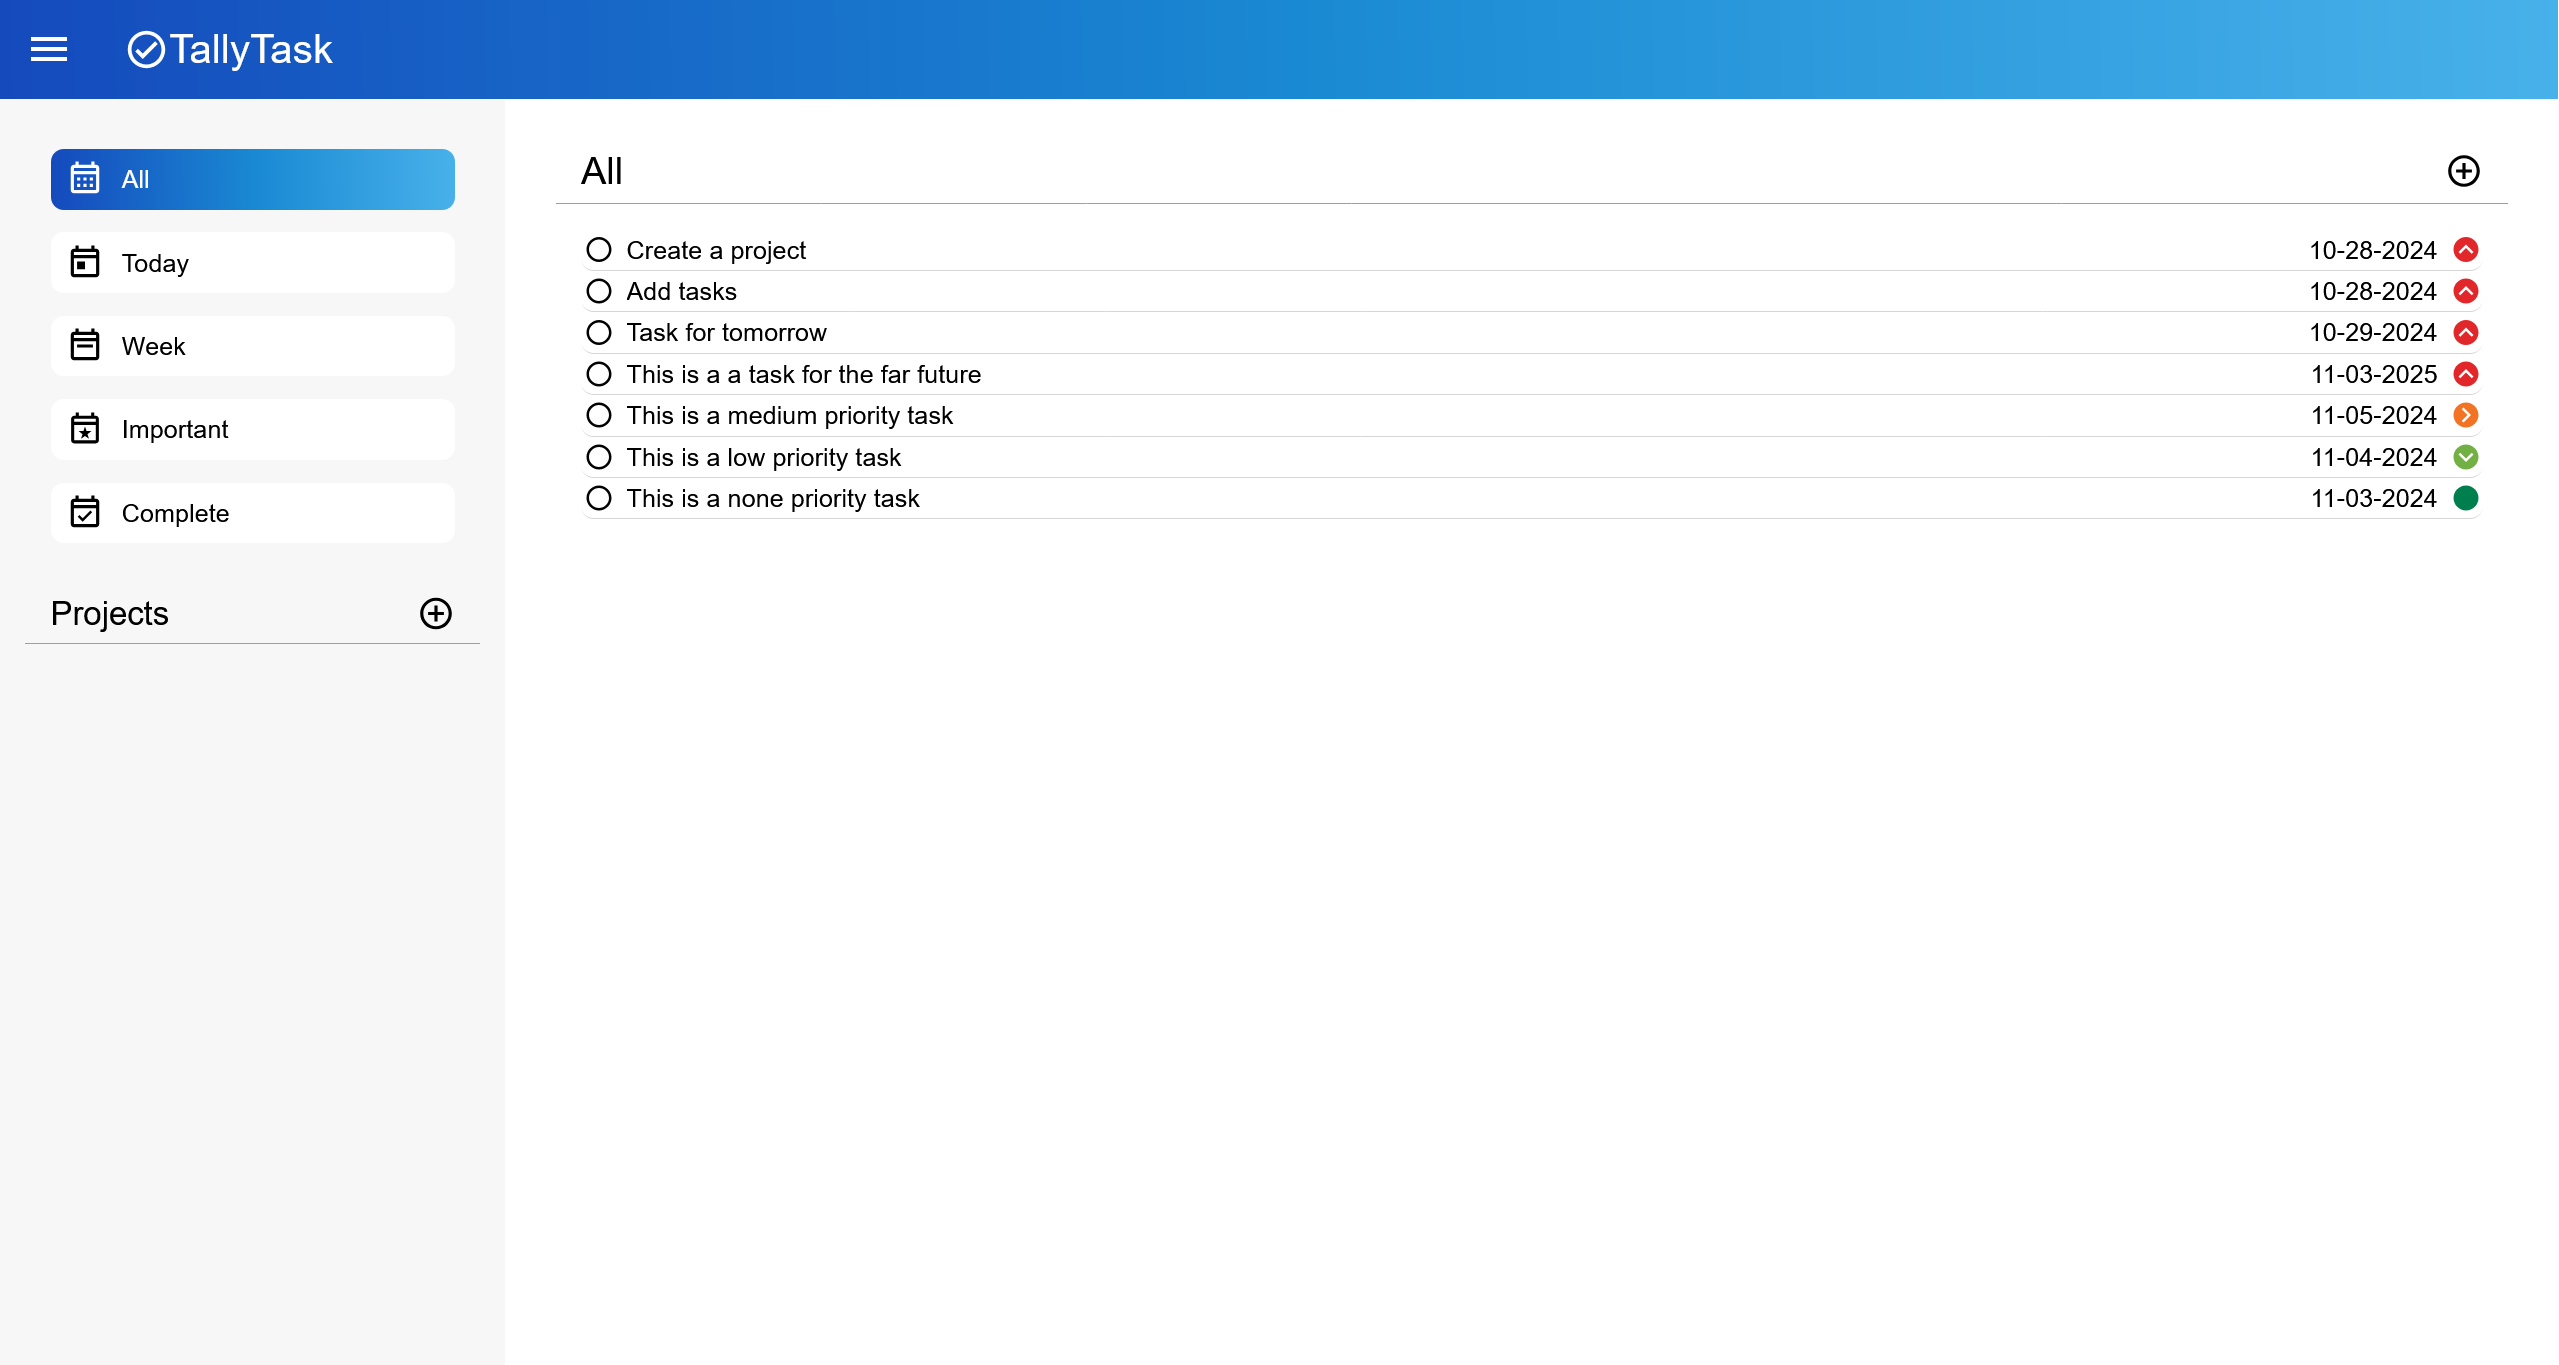 TallyTask
All
Today
Week
Important
Complete
Projects
All
Create a project 10-28-2024
Add tasks 10-28-2024
Task for tomorrow 10-29-2024
This is a a task for the far future 11-03-2025
This is a medium priority task 11-05-2024
This is a low priority task 11-04-2024
This is a none priority task 11-03-2024